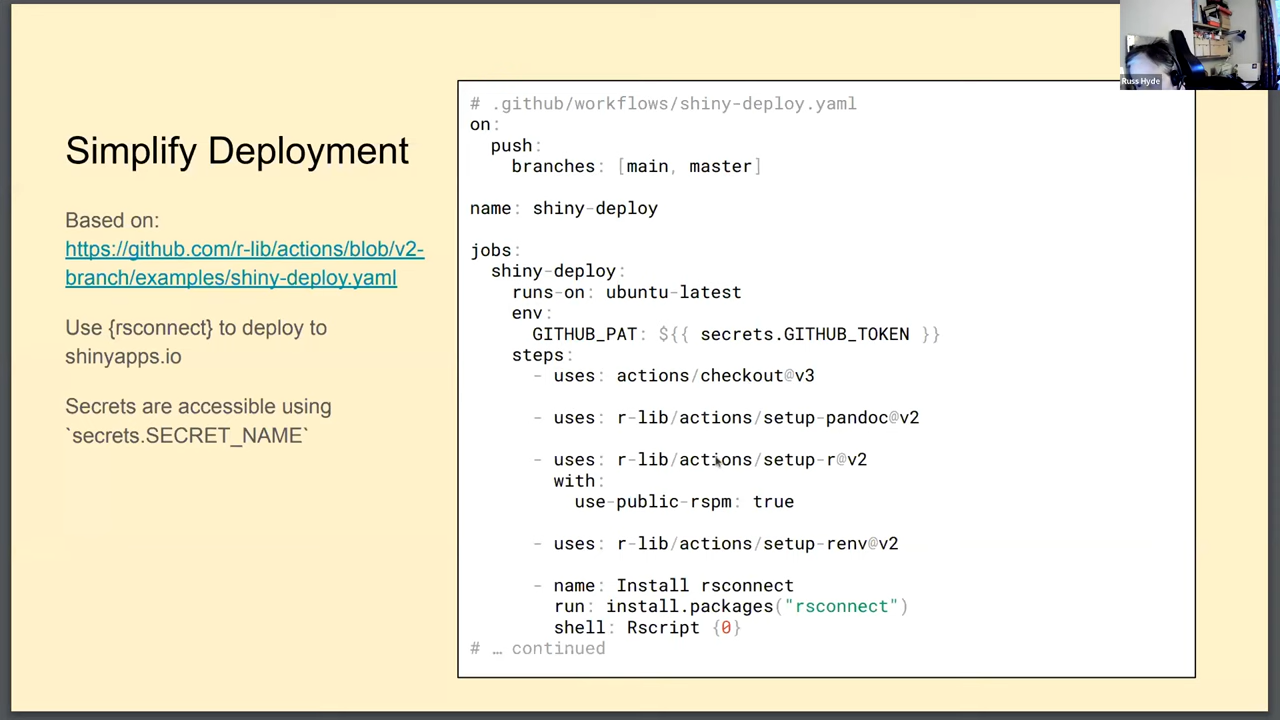 Russ Hyde
Simplify Deployment
Based on:
https://github.com/r-lib/actions/blob/v2-
branch/examples/shiny-deploy.yaml
Use {rsconnect} to deploy to
shinyapps.io
Secrets are accessible using
`secrets.SECRET_NAME`
# .github/workflows/shiny-deploy.yaml
on:
  push:
    branches: [main, master]
name: shiny-deploy
jobs:
  shiny-deploy:
    runs-on: ubuntu-latest
    env:
      GITHUB_PAT: ${{ secrets.GITHUB_TOKEN }}
    steps:
      - uses: actions/checkout@v3
      - uses: r-lib/actions/setup-pandoc@v2
      - uses: r-lib/actions/setup-r@v2
        with:
          use-public-rspm: true
      - uses: r-lib/actions/setup-renv@v2
      - name: Install rsconnect
        run: install.packages("rsconnect")
        shell: Rscript {0}
# … continued